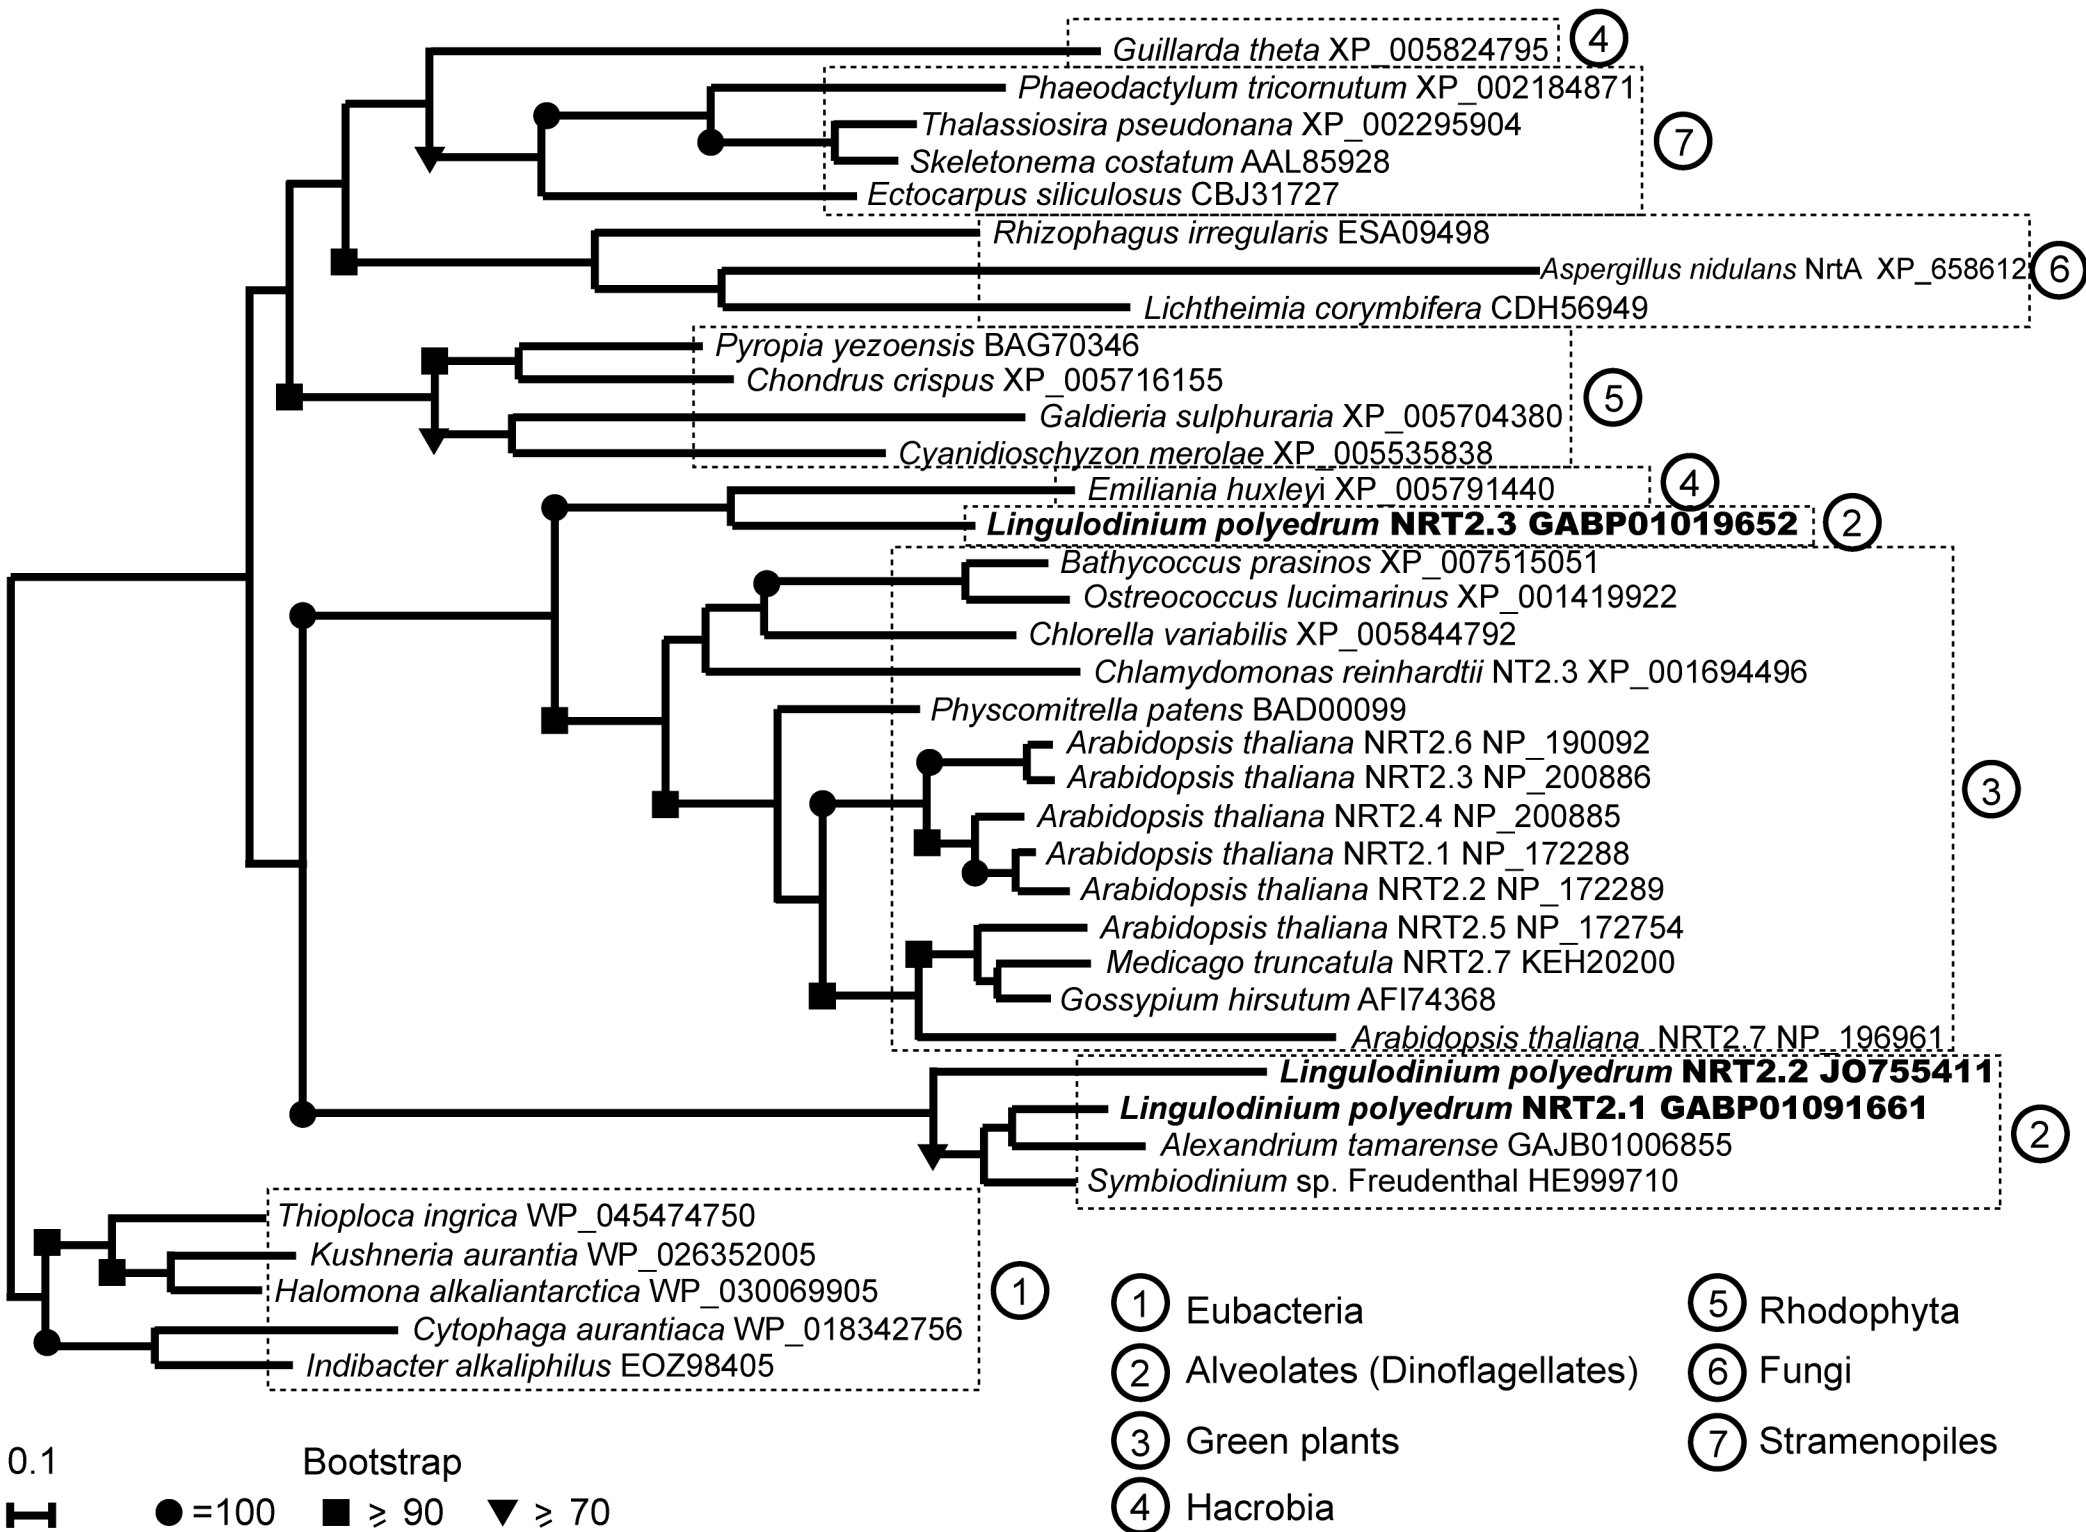 Guillarda theta XP_005824795
4
Phaeodactylum tricornutum XP_002184871
Thalassiosira pseudonana XP_002295904
7
Skeletonema costatum AAL85928
Ectocarpus siliculosus CBJ31727
Rhizophagus irregularis ESA09498
Aspergillus nidulans NrtA XP_658612
6
Lichtheimia corymbifera CDH56949
Pyropia yezoensis BAG70346
Chondrus crispus XP_005716155
5
Galdieria sulphuraria XP_005704380
Cyanidioschyzon merolae XP_005535838
Emiliania huxleyi XP_005791440
4
Lingulodinium polyedrum NRT2.3 GABP01019652
2
Bathycoccus prasinos XP_007515051
Ostreococcus lucimarinus XP_001419922
Chlorella variabilis XP_005844792
Chlamydomonas reinhardtii NT2.3 XP_001694496
Physcomitrella patens BAD00099
Arabidopsis thaliana NRT2.6 NP_190092
Arabidopsis thaliana NRT2.3 NP_200886
3
Arabidopsis thaliana NRT2.4 NP_200885
Arabidopsis thaliana NRT2.1 NP_172288
Arabidopsis thaliana NRT2.2 NP_172289
Arabidopsis thaliana NRT2.5 NP_172754
Medicago truncatula NRT2.7 KEH20200
Gossypium hirsutum AFI74368
Arabidopsis thaliana NRT2.7 NP_196961
Lingulodinium polyedrum NRT2.2 JO755411
Lingulodinium polyedrum NRT2.1 GABP01091661
2
Alexandrium tamarense GAJB01006855
Symbiodinium sp. Freudenthal HE999710
Thioploca ingrica WP_045474750
Kushneria aurantia WP_026352005
Halomona alkaliantarctica WP_030069905
1
Cytophaga aurantiaca WP_018342756
Indibacter alkaliphilus EOZ98405
1 Eubacteria
2 Alveolates (Dinoflagellates)
3 Green plants
4 Hacrobia
5 Rhodophyta
6 Fungi
7 Stramenopiles
0.1
Bootstrap
=100 ⩾ 90 ⩾ 70